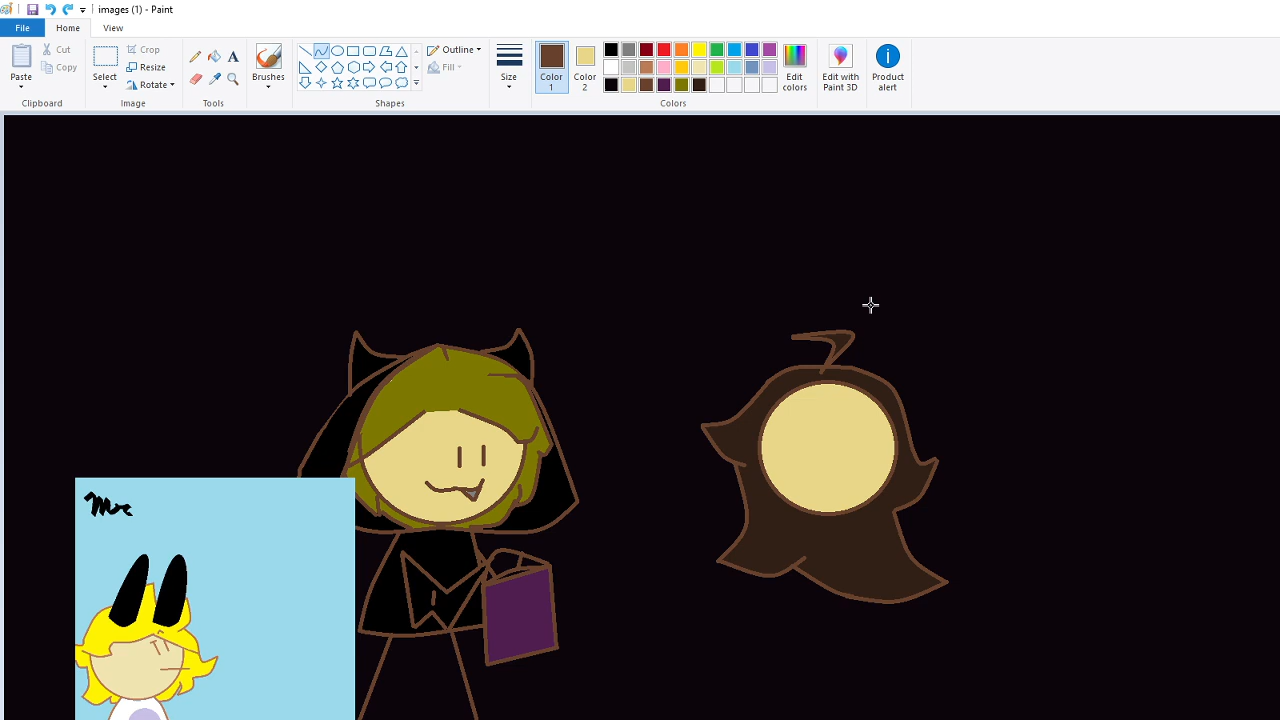 images (1) - Paint
File Home View
Paste Cut Copy Select Crop Resize Rotate Brushes Outline Fill Size Color 1 Color 2 Edit colors Edit with Paint 3D Product alert
Clipboard Image Tools Shapes Colors